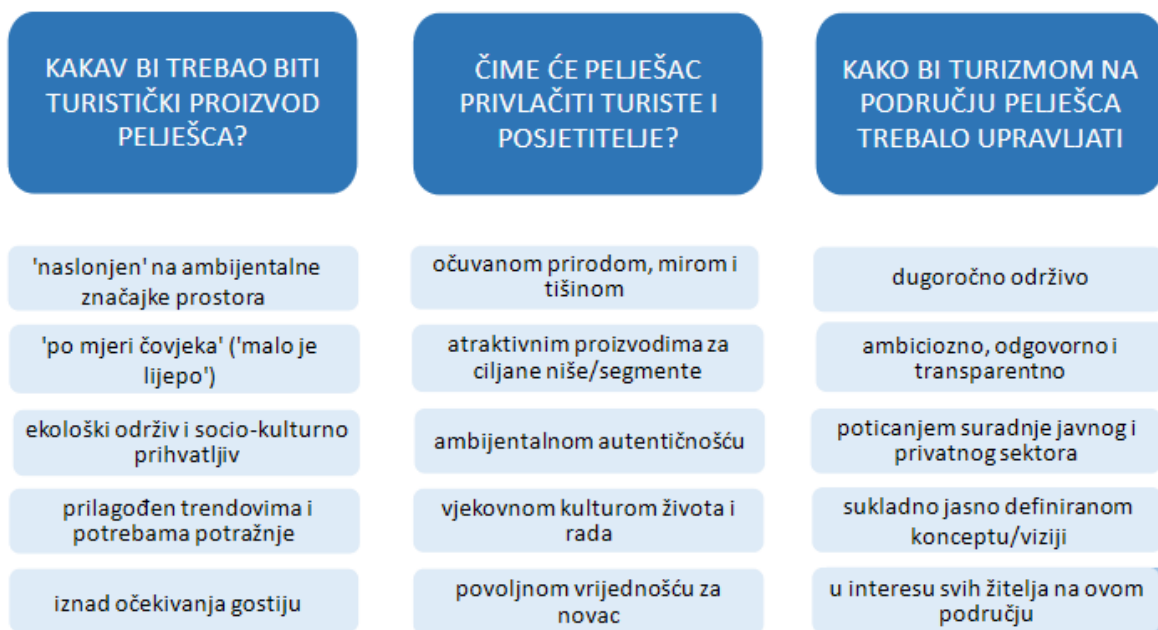 KAKAV BI TREBAO BITI
TURISTIČKI PROIZVOD
PELJEŠCA?
'naslonjen' na ambijentalne
značajke prostora
'po mjeri čovjeka' ('malo je
lijepo')
ekološki održiv i socio-kulturno
prihvatljiv
prilagođen trendovima i
potrebama potražnje
iznad očekivanja gostiju
ČIME ĆE PELJEŠAC
PRIVLAČITI TURISTE I
POSJETITELJE?
očuvanom prirodom, mirom i
tišinom
atraktivnim proizvodima za
ciljane niše/segmente
ambijentalnom autentičnošću
vjekovnom kulturom života i
rada
povoljnom vrijednošću za
novac
KAKO BI TURIZMOM NA
PODRUČJU PELJEŠCA
TREBALO UPRAVLJATI
dugoročno održivo
ambiciozno, odgovorno i
transparentno
poticanjem suradnje javnog i
privatnog sektora
sukladno jasno definiranom
konceptu/viziji
u interesu svih žitelja na ovom
području